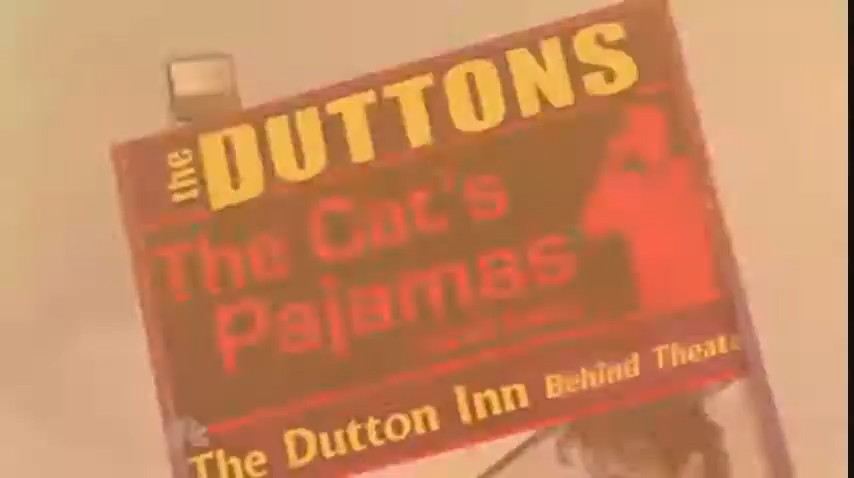 the DUTTONS
The Cat's
Pajamas
The Dutton Inn Behind Theate